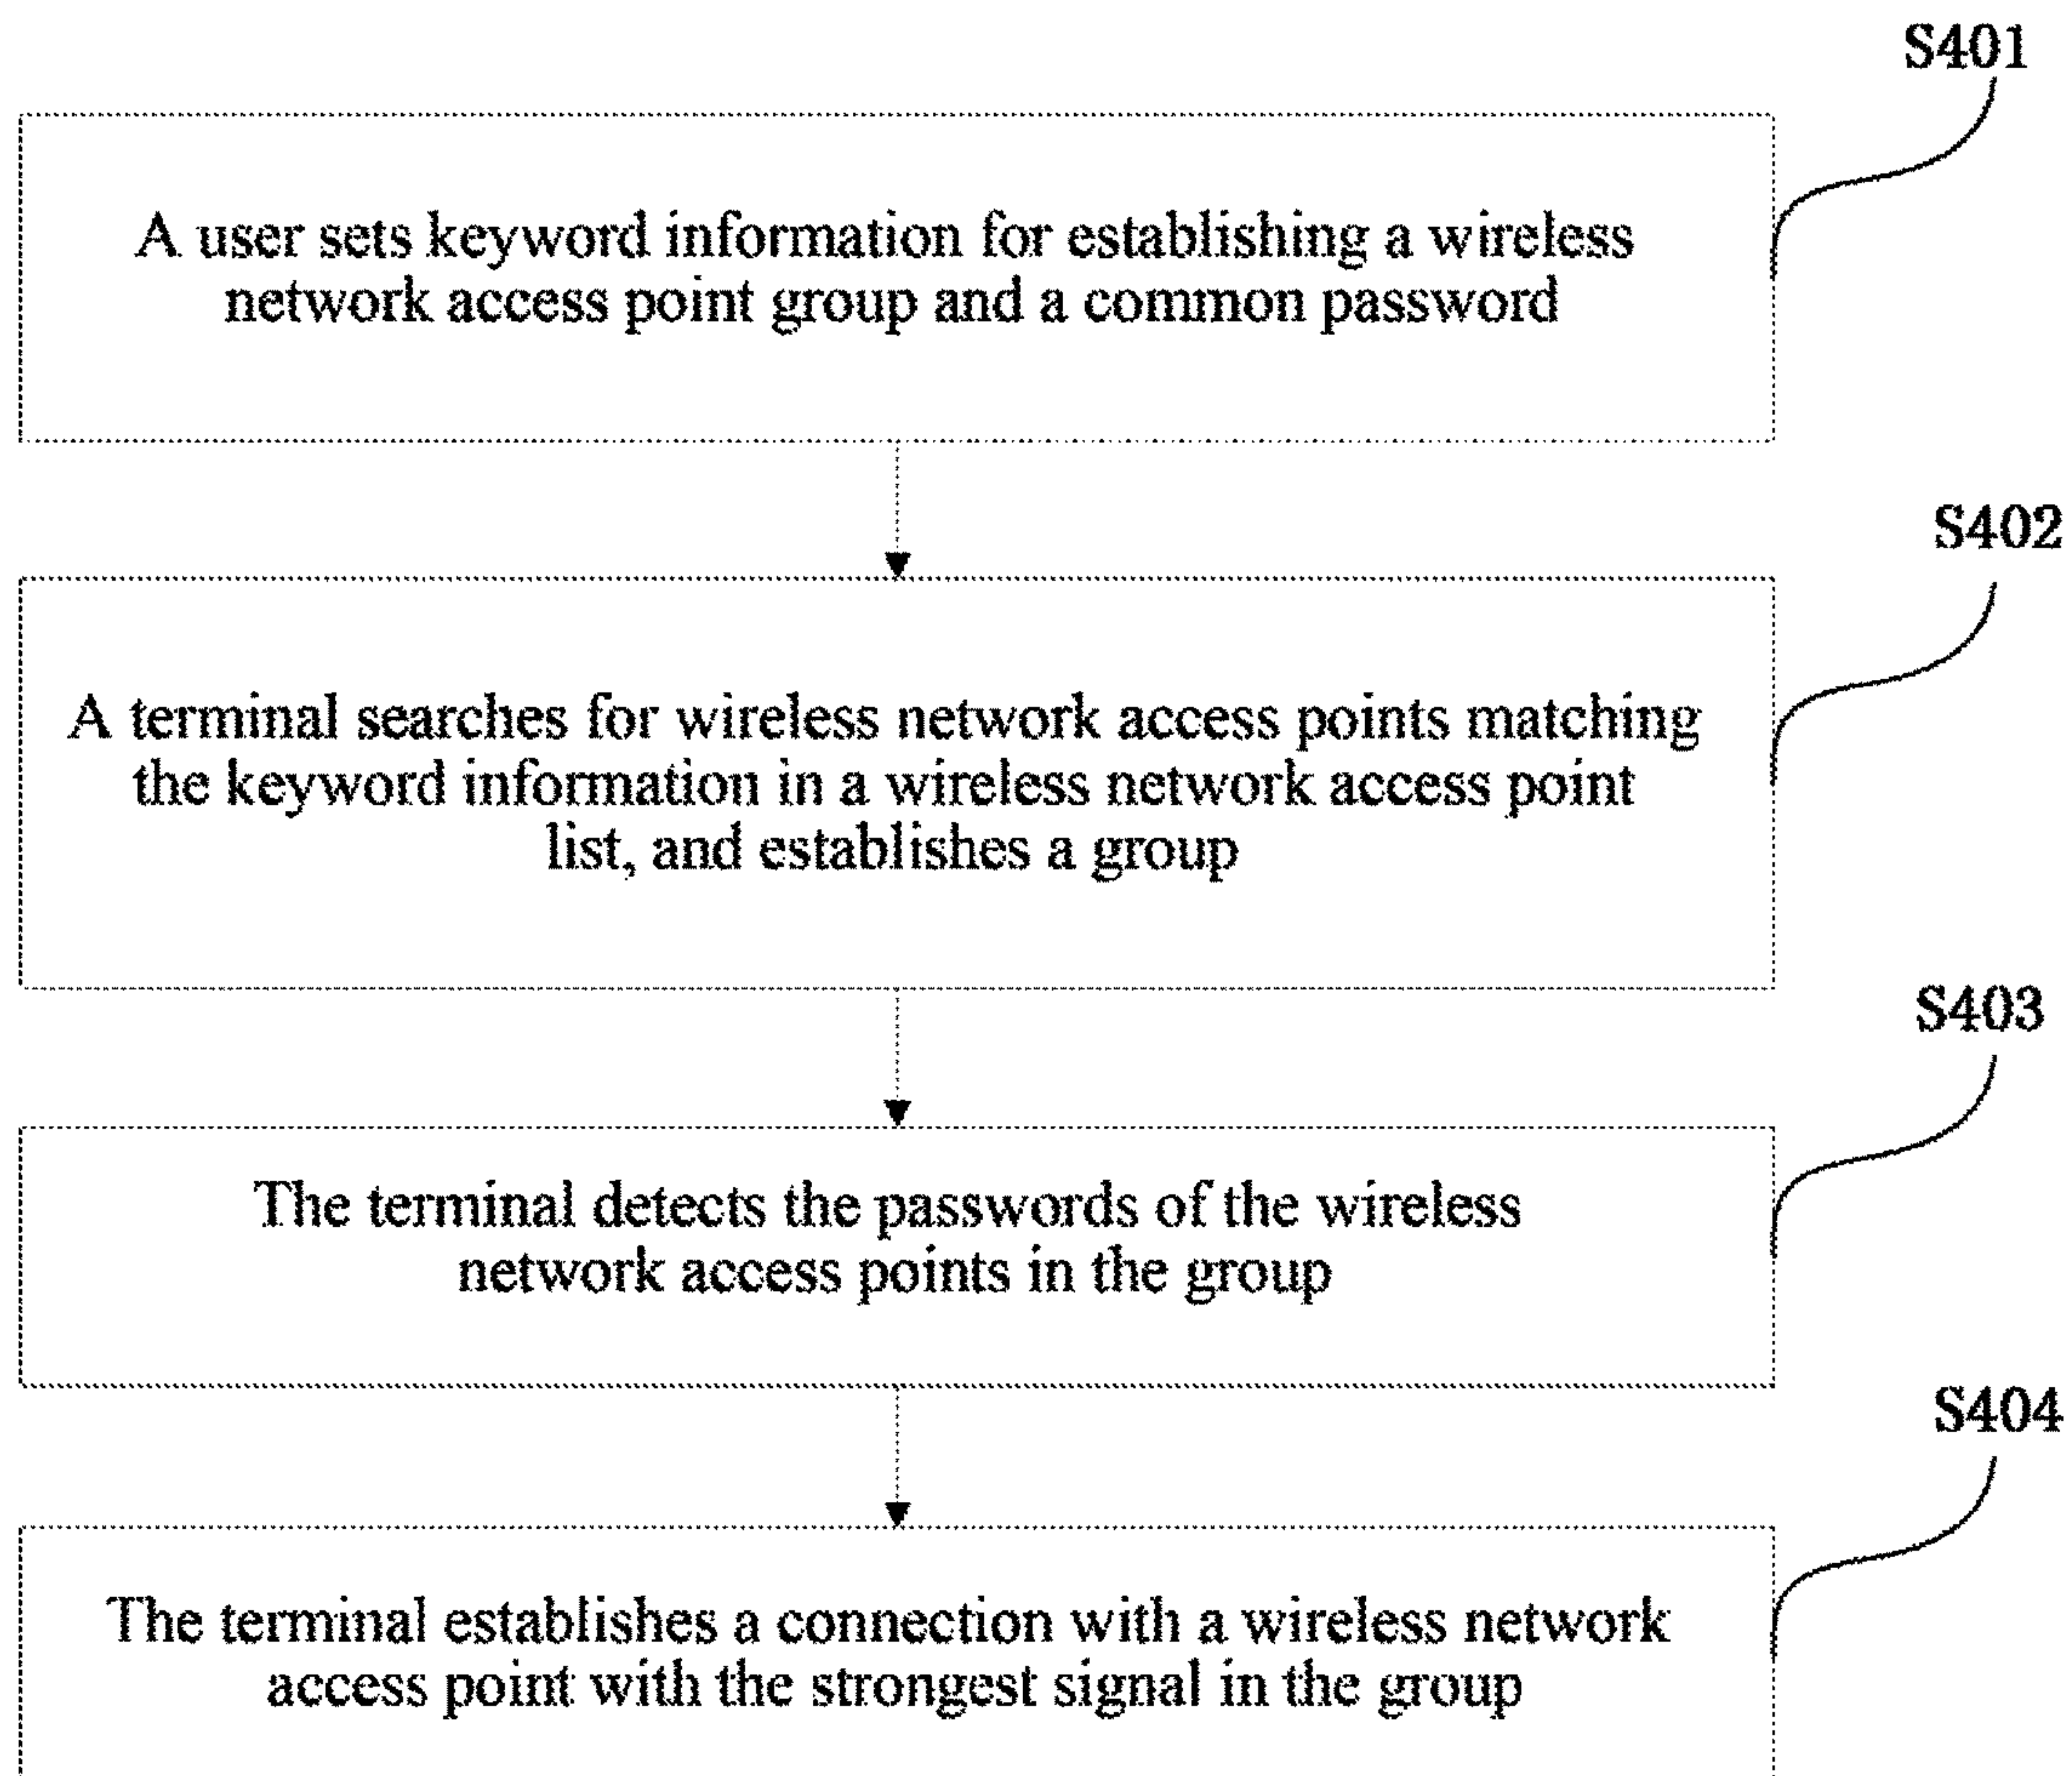 S401
A user sets keyword information for establishing a wireless
network access point group and a common password
S402
A terminal searches for wireless network access points matching
the keyword information in a wireless network access point
list, and establishes a group
S403
The terminal detects the passwords of the wireless
network access points in the group
S404
The terminal establishes a connection with a wireless network
access point with the strongest signal in the group